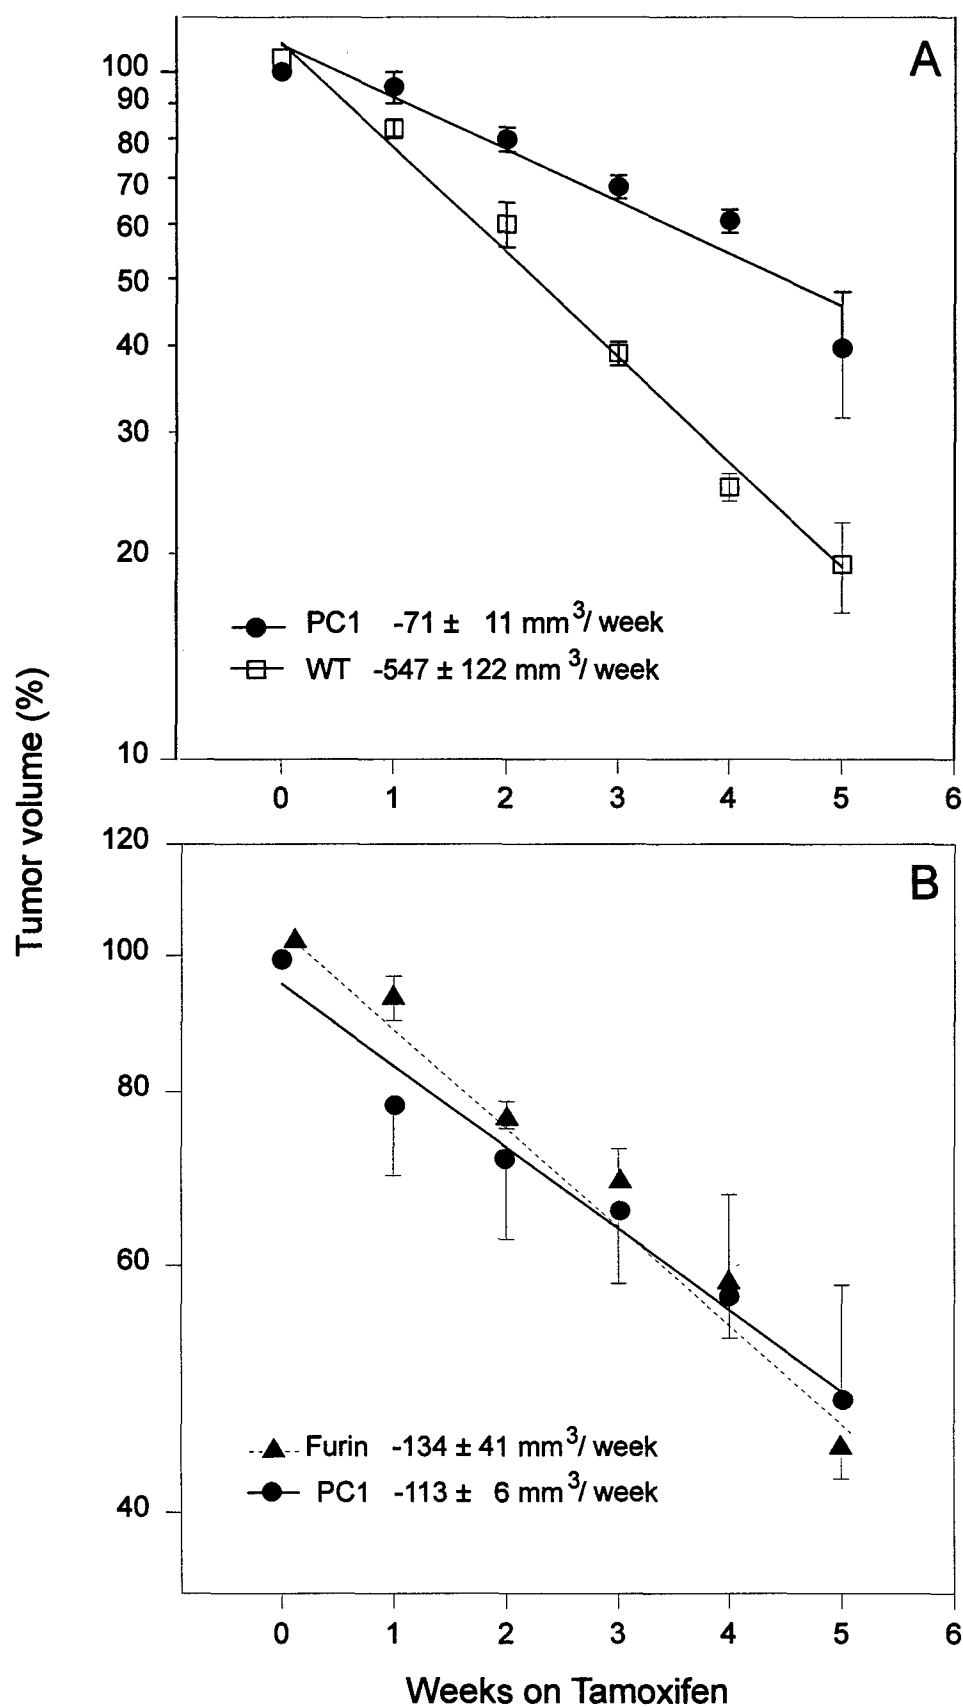 A
100
90
80
70
60
50
40
30
20
10
PC1 -71 ± 11 mm³/ week
WT -547 ± 122 mm³/ week
0 1 2 3 4 5 6
Tumor volume (%)
B
120
100
80
60
40
Furin -134 ± 41 mm³/ week
PC1 -113 ± 6 mm³/ week
0 1 2 3 4 5 6
Weeks on Tamoxifen